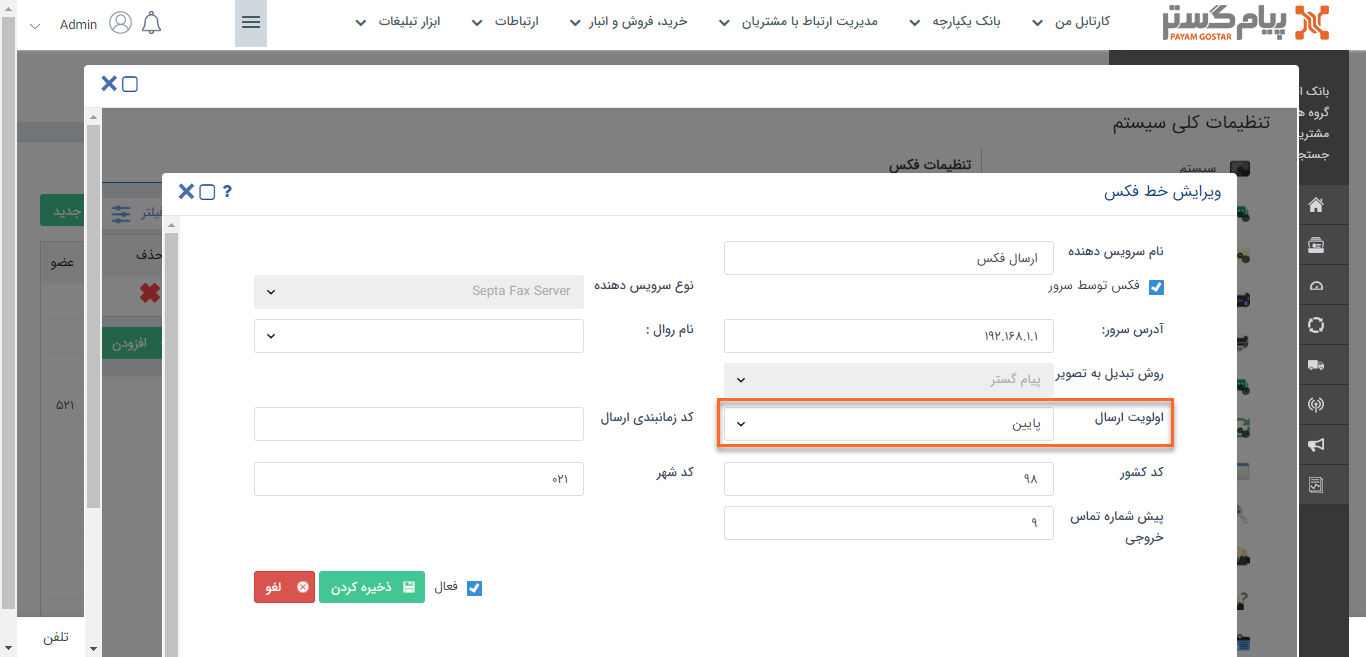 پیام گستر
PAYAM GOSTAR
کارتابل من
بانک یکپارچه
مدیریت ارتباط با مشتریان
خرید، فروش و انبار
ارتباطات
ابزار تبلیغات
Admin
بانک ا
گروه ه
مشتری
جستج
تنظیمات کلی سیستم
سیستم
تنظیمات فکس
جدید
فیلتر
حذف
عضو
افزودن
۵۲۱
تلفن
ویرایش خط فکس
?
نام سرویس دهنده
ارسال فکس
فکس توسط سرور
نوع سرویس دهنده
Septa Fax Server
آدرس سرور:
۱۹۲.۱۶۸.۱.۱
نام روال :
روش تبدیل به تصویر
پیام گستر
اولویت ارسال
پایین
کد زمانبندی ارسال
کد کشور
۹۸
کد شهر
۰۲۱
پیش شماره تماس
خروجی
۹
فعال
ذخیره کردن
لغو